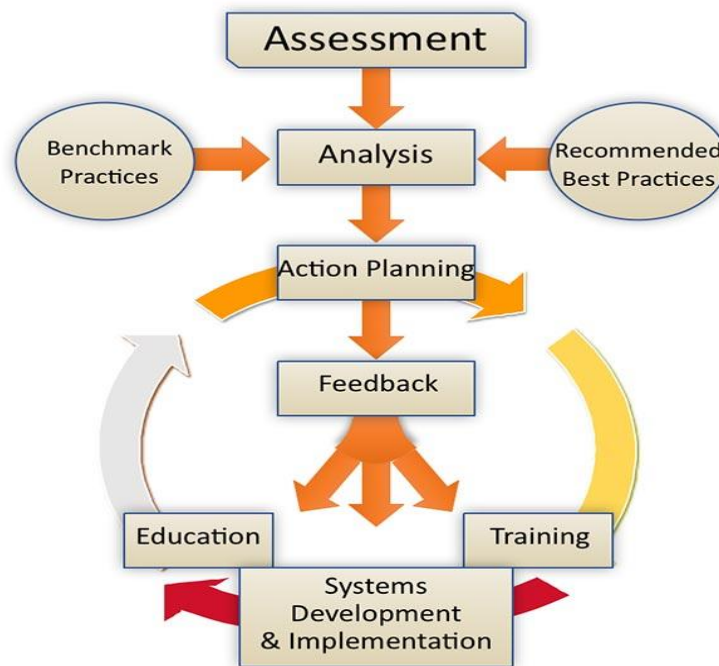 Assessment
Benchmark
Practices
Analysis
Recommended
Best Practices
Action Planning
Feedback
Education
Training
Systems
Development
& Implementation